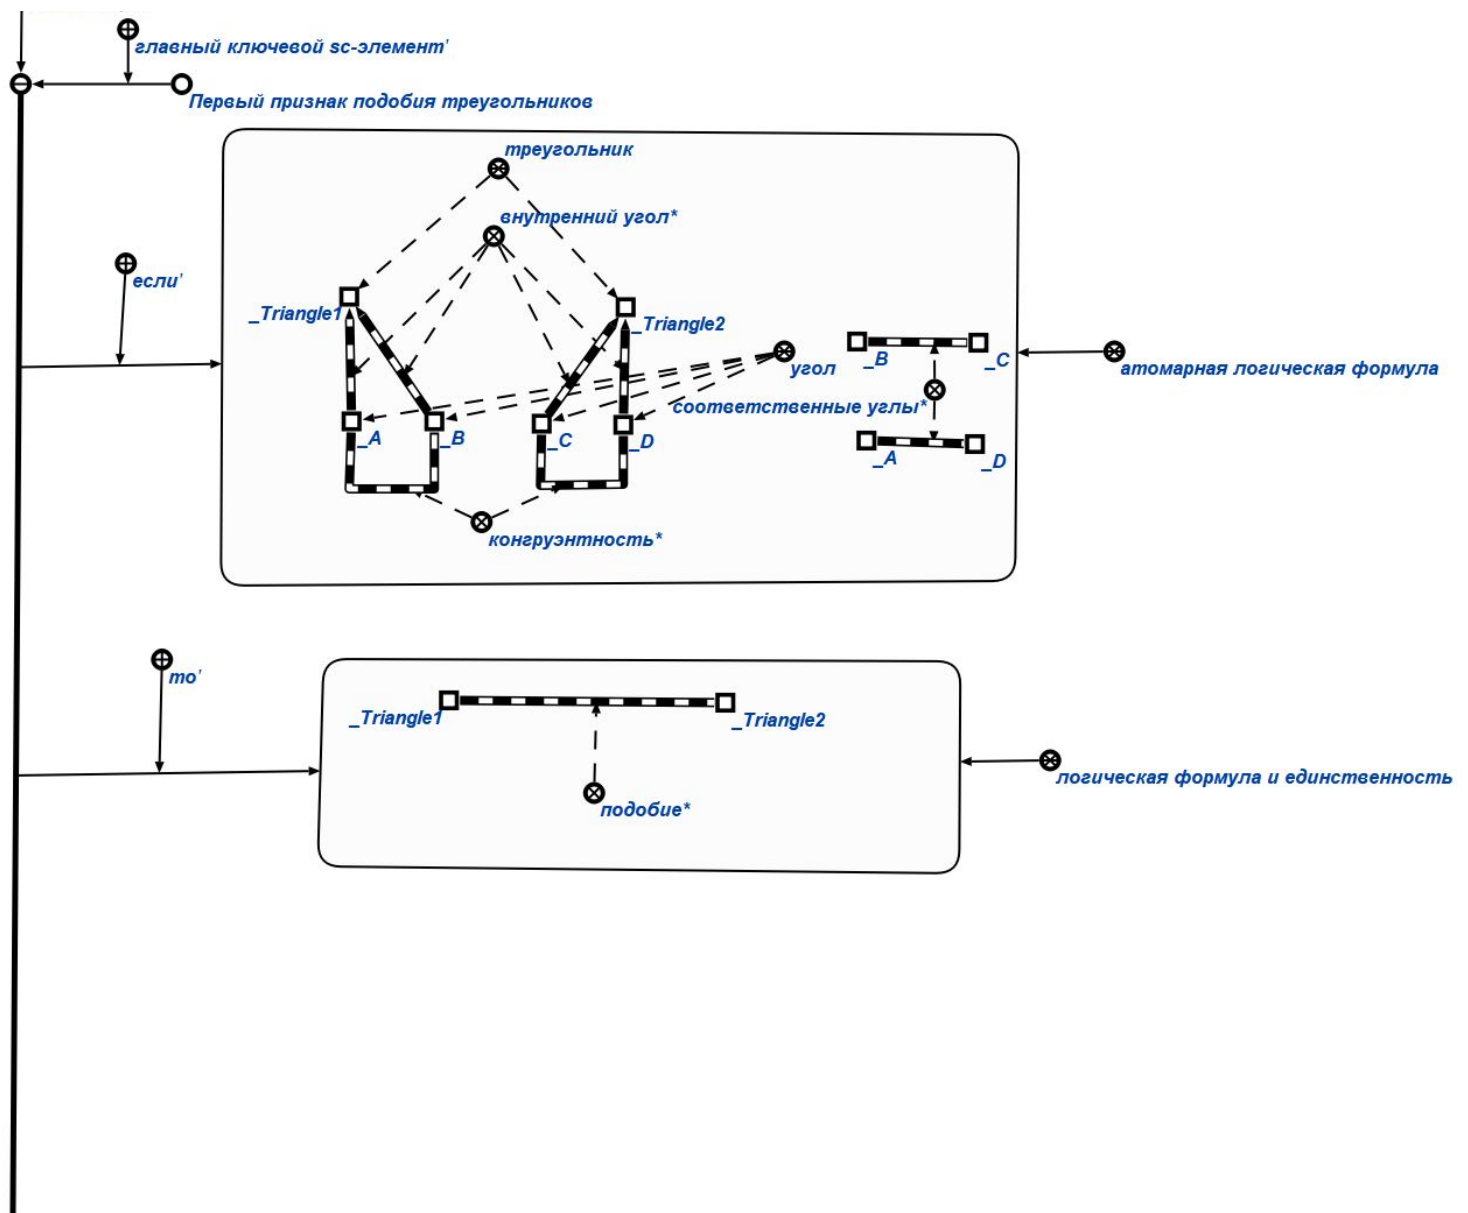 главный ключевой sc-элемент'
Первый признак подобия треугольников
треугольник
внутренний угол*
если'
_Triangle1
_Triangle2
_B
_C
угол
атомарная логическая формула
соответственные углы*
_A
_B
_C
_D
_A
_D
конгруэнтность*
то'
_Triangle1
_Triangle2
логическая формула и единственность
подобие*